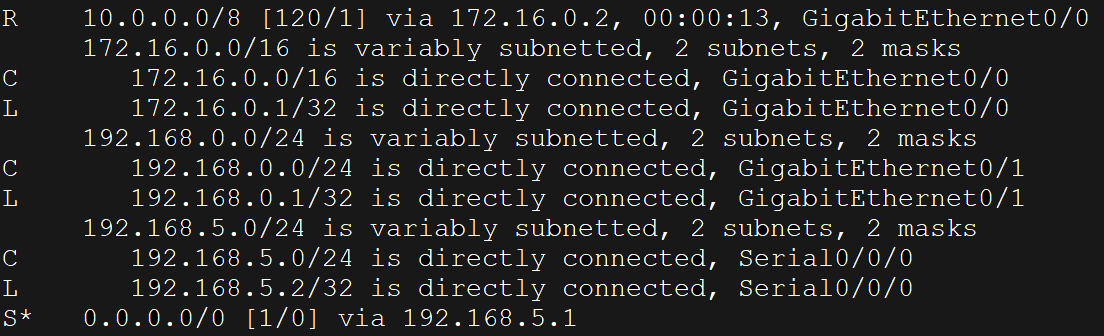 R    10.0.0.0/8 [120/1] via 172.16.0.2, 00:00:13, GigabitEthernet0/0
     172.16.0.0/16 is variably subnetted, 2 subnets, 2 masks
C       172.16.0.0/16 is directly connected, GigabitEthernet0/0
L       172.16.0.1/32 is directly connected, GigabitEthernet0/0
     192.168.0.0/24 is variably subnetted, 2 subnets, 2 masks
C       192.168.0.0/24 is directly connected, GigabitEthernet0/1
L       192.168.0.1/32 is directly connected, GigabitEthernet0/1
     192.168.5.0/24 is variably subnetted, 2 subnets, 2 masks
C       192.168.5.0/24 is directly connected, Serial0/0/0
L       192.168.5.2/32 is directly connected, Serial0/0/0
S*   0.0.0.0/0 [1/0] via 192.168.5.1